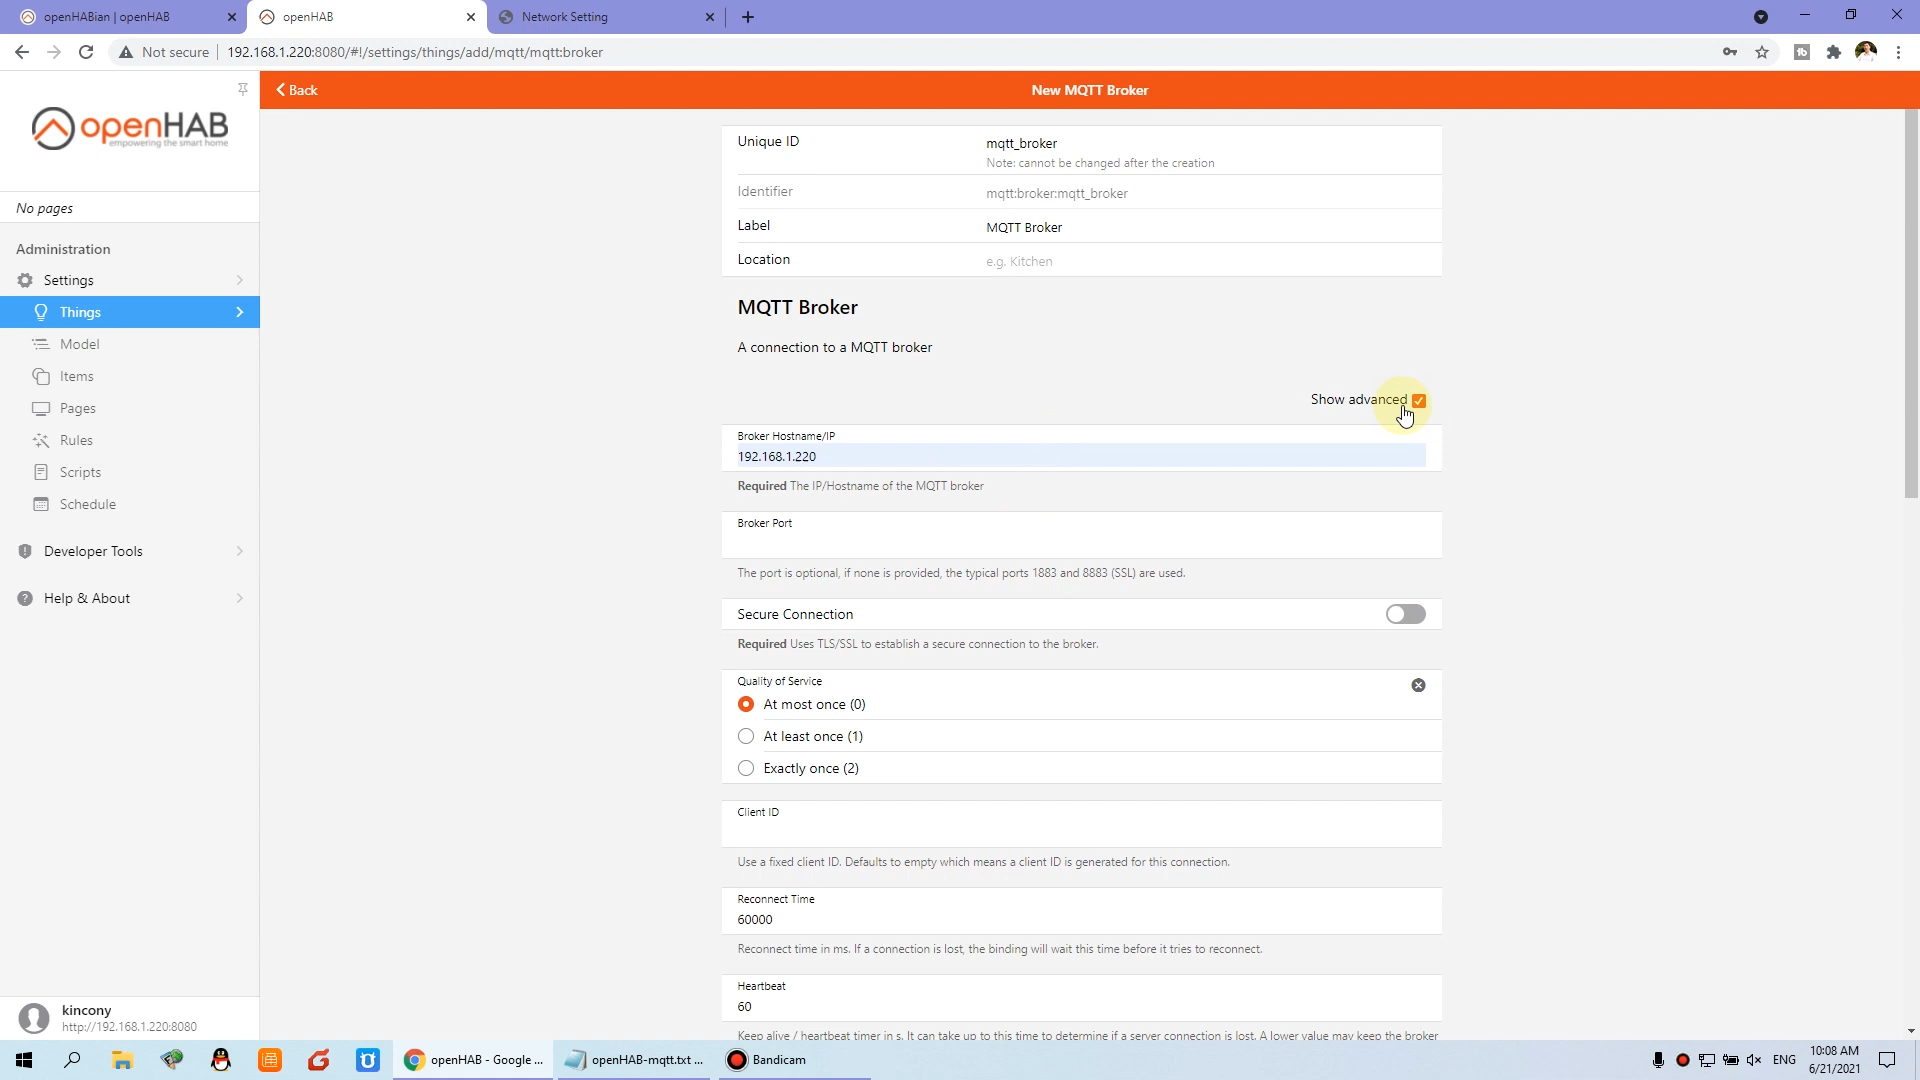 openHABian | openHAB
openHAB
Network Setting
Not secure
192.168.1.220:8080/#!/settings/things/add/mqtt/mqtt:broker
Back
New MQTT Broker
openHAB
empowering the smart home
No pages
Administration
Settings
Things
Model
Items
Pages
Rules
Scripts
Schedule
Developer Tools
Help & About
kincony
http://192.168.1.220:8080
Unique ID
mqtt_broker
Note: cannot be changed after the creation
Identifier
mqtt:broker:mqtt_broker
Label
MQTT Broker
Location
e.g. Kitchen
MQTT Broker
A connection to a MQTT broker
Show advanced
Broker Hostname/IP
192.168.1.220
Required The IP/Hostname of the MQTT broker
Broker Port
The port is optional, if none is provided, the typical ports 1883 and 8883 (SSL) are used.
Secure Connection
Required Uses TLS/SSL to establish a secure connection to the broker.
Quality of Service
At most once (0)
At least once (1)
Exactly once (2)
Client ID
Use a fixed client ID. Defaults to empty which means a client ID is generated for this connection.
Reconnect Time
60000
Reconnect time in ms. If a connection is lost, the binding will wait this time before it tries to reconnect.
Heartbeat
60
Keep alive / heartbeat timer in s. It can take up to this time to determine if a server connection is lost. A lower value may keep the broker
openHAB - Google ...
openHAB-mqtt.txt ...
Bandicam
ENG
10:08 AM
6/21/2021